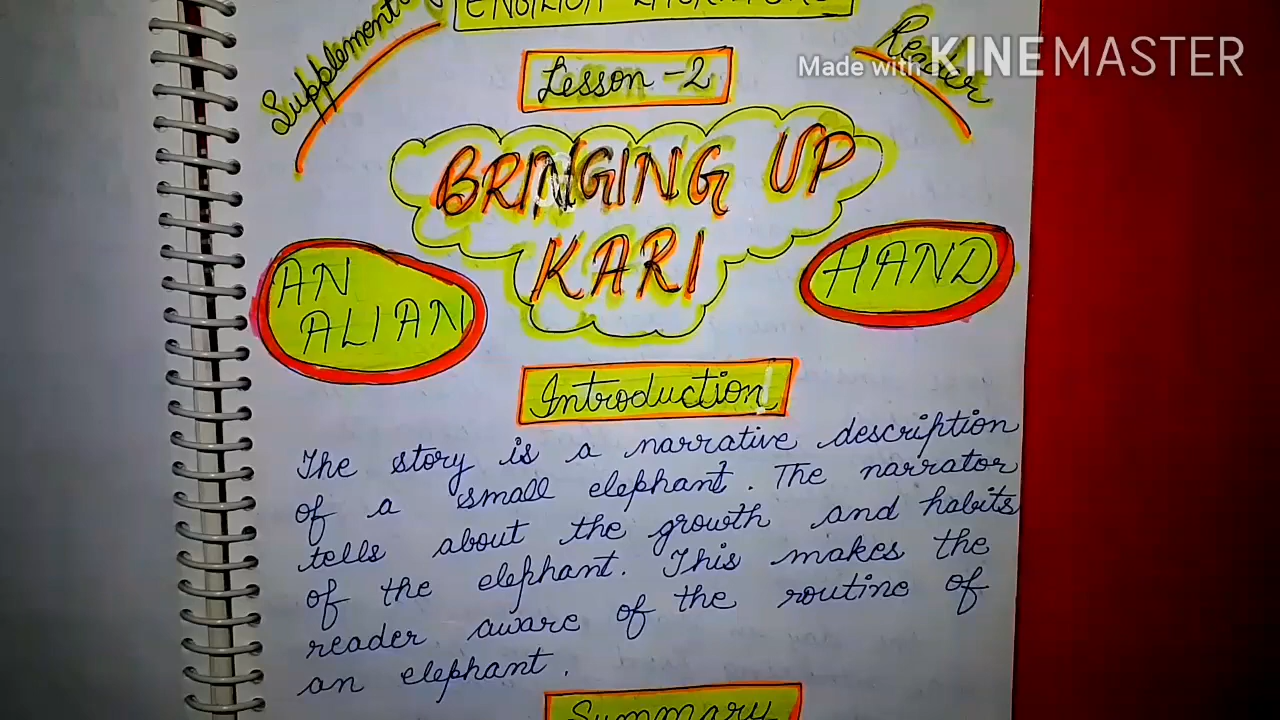 ENGLISH LITERATURE
Supplementary
Reader
Made with KINEMASTER
Lesson-2
BRINGING UP
KARI
AN
ALIAN
HAND
Introduction
The story is a narrative description
of a small elephant. The narrator
tells about the growth and habits
of the elephant. This makes the
reader aware of the routine of
an elephant.
Summary